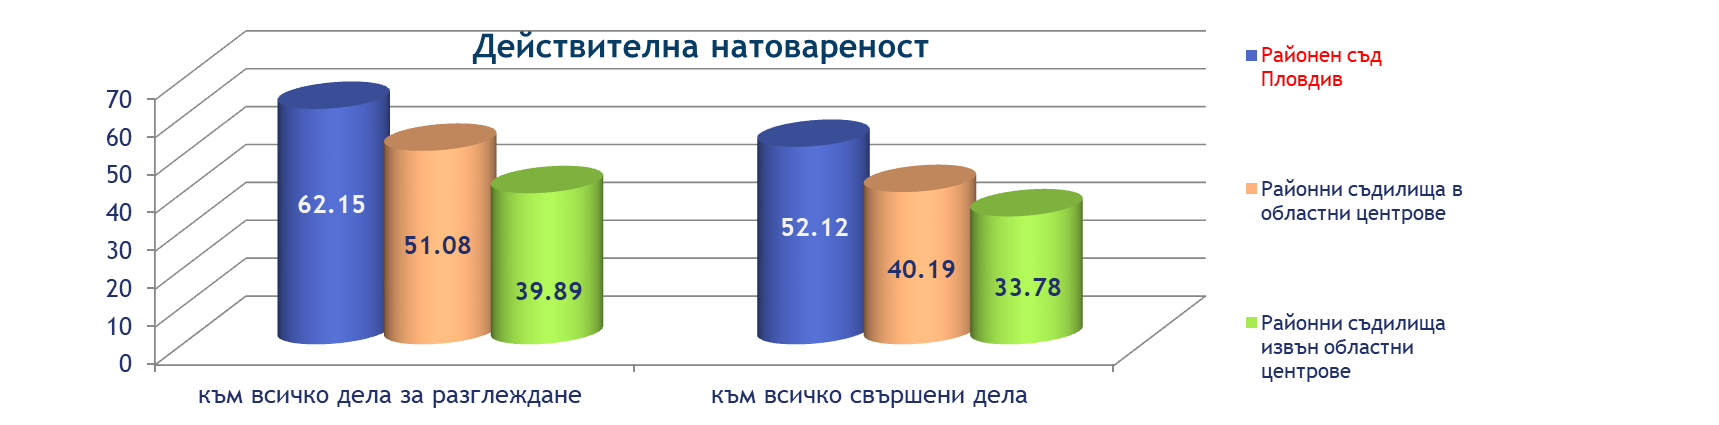 Действителна натовареност
70
60
50
40
30
20
10
0
62.15
51.08
39.89
52.12
40.19
33.78
към всичко дела за разглеждане
към всичко свършени дела
Районен съд
Пловдив
Районни съдилища в
областни центрове
Районни съдилища
извън областни
центрове